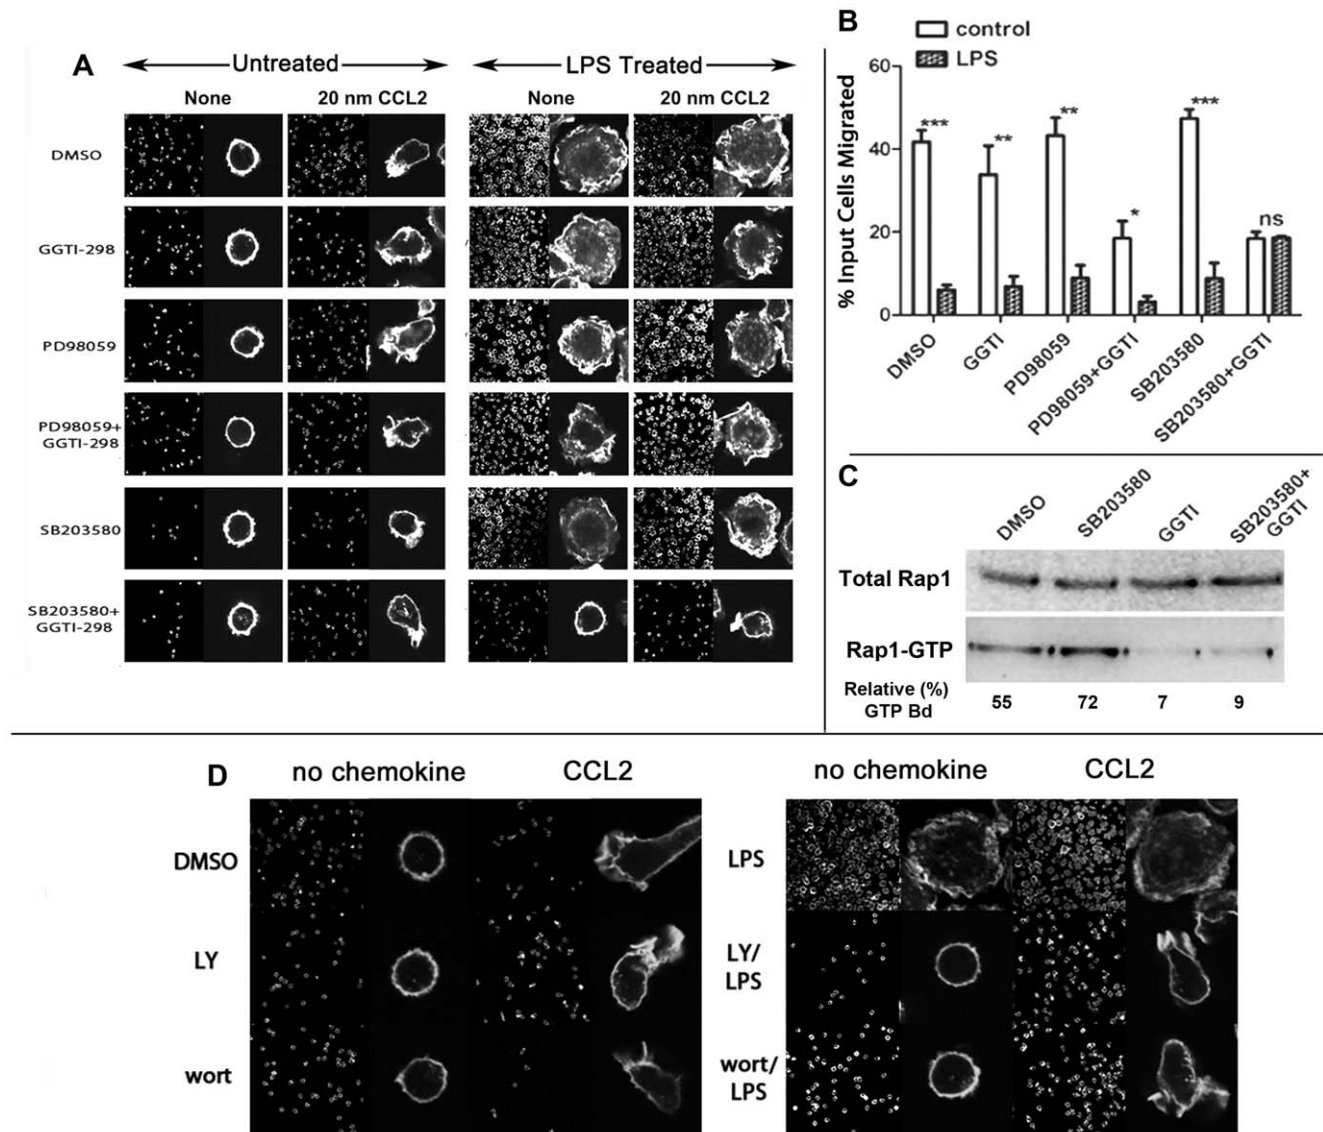 A
Untreated
LPS Treated
None
20 nm CCL2
None
20 nm CCL2
DMSO
GGTI-298
PD98059
PD98059+
GGTI-298
SB203580
SB203580+
GGTI-298
B
control
LPS
% Input Cells Migrated
60
40
20
0
***
**
**
*
***
ns
DMSO
GGTI
PD98059
PD98059+GGTI
SB203580
SB203580+GGTI
C
DMSO
SB203580
GGTI
SB203580+
GGTI
Total Rap1
Rap1-GTP
Relative (%)
GTP Bd
55
72
7
9
D
no chemokine
CCL2
no chemokine
CCL2
DMSO
LY
wort
LPS
LY/
LPS
wort/
LPS